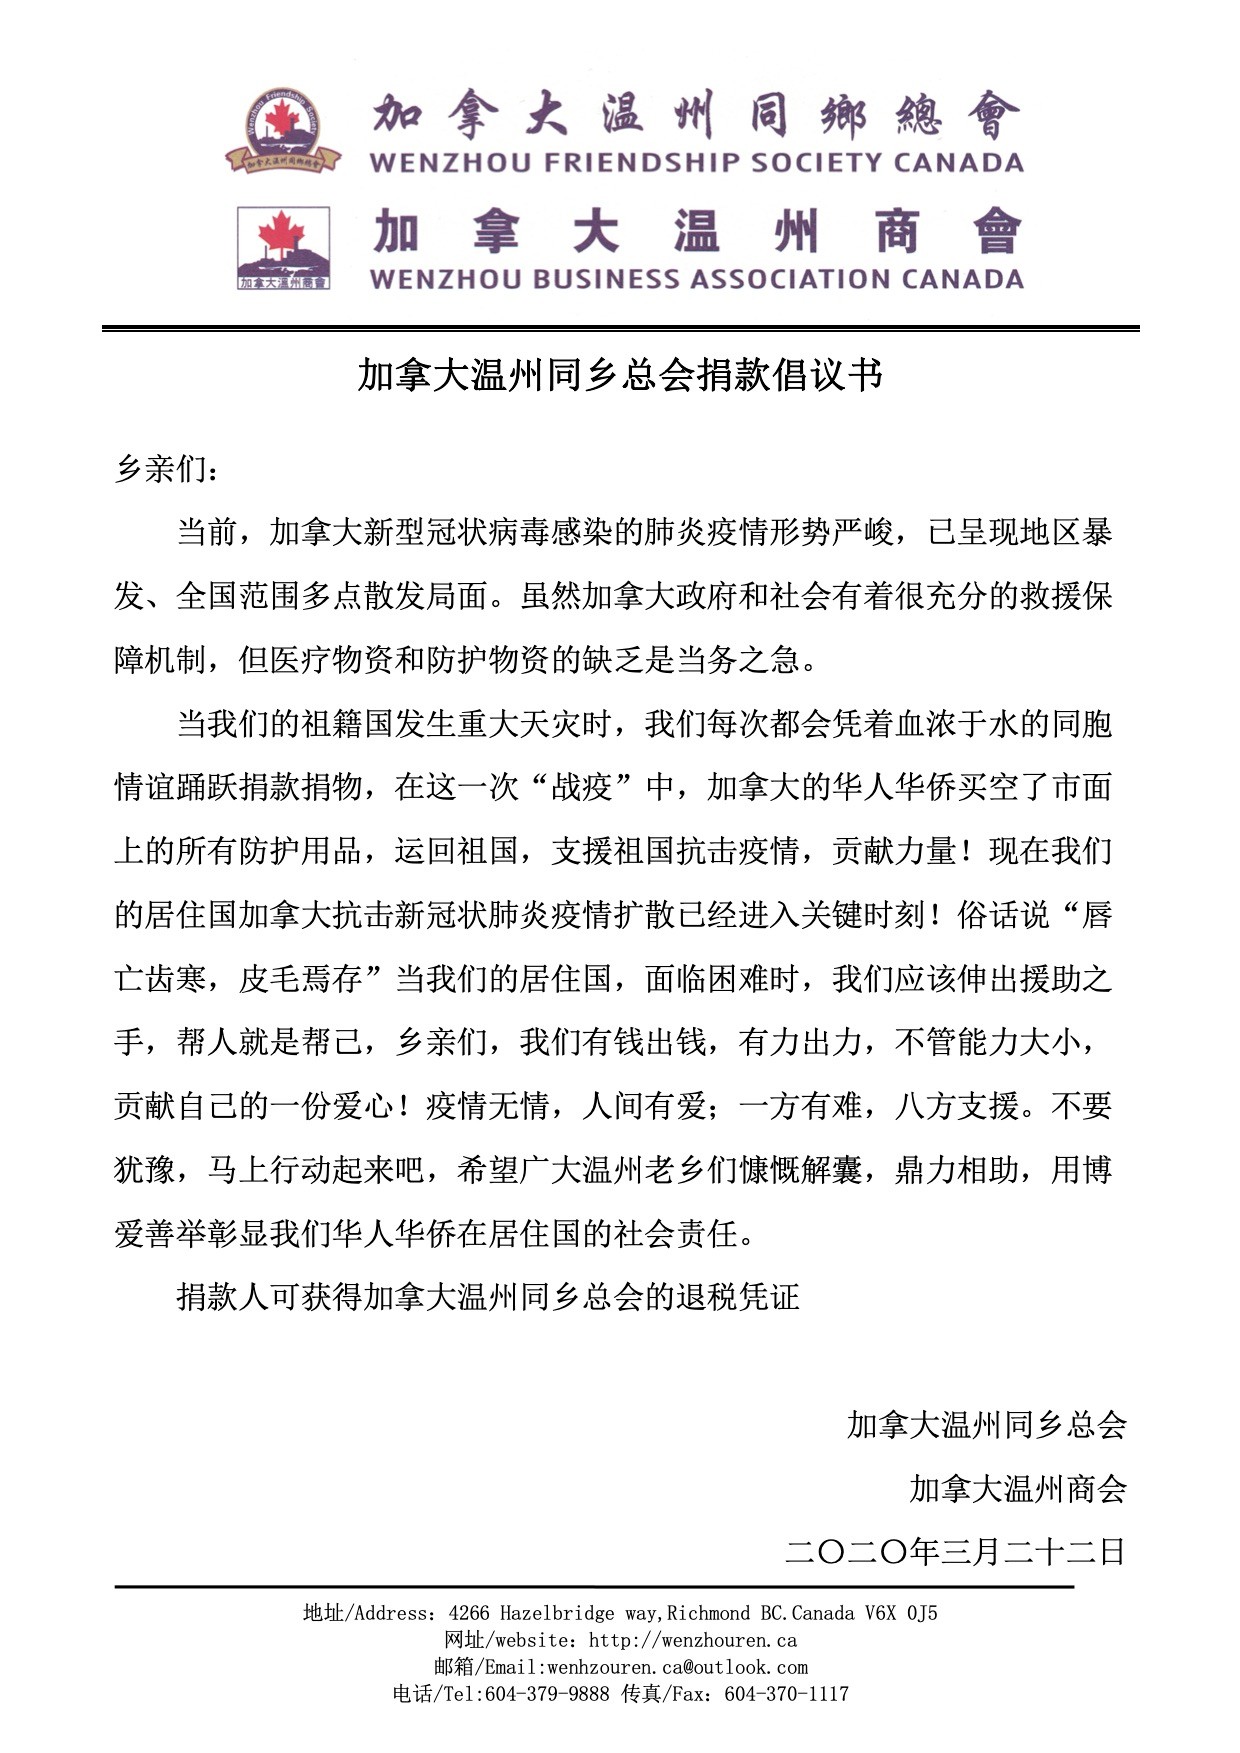 加拿大温州同鄉總會
WENZHOU FRIENDSHIP SOCIETY CANADA
Wenzhou Friendship Society
加拿大温州同鄉總會
加拿大温州商會
WENZHOU BUSINESS ASSOCIATION CANADA
加拿大溫州商會
加拿大温州同乡总会捐款倡议书
乡亲们：
当前，加拿大新型冠状病毒感染的肺炎疫情形势严峻，已呈现地区暴
发、全国范围多点散发局面。虽然加拿大政府和社会有着很充分的救援保
障机制，但医疗物资和防护物资的缺乏是当务之急。
当我们的祖籍国发生重大天灾时，我们每次都会凭着血浓于水的同胞
情谊踊跃捐款捐物，在这一次“战疫”中，加拿大的华人华侨买空了市面
上的所有防护用品，运回祖国，支援祖国抗击疫情，贡献力量！现在我们
的居住国加拿大抗击新冠状肺炎疫情扩散已经进入关键时刻！俗话说“唇
亡齿寒，皮毛焉存”当我们的居住国，面临困难时，我们应该伸出援助之
手，帮人就是帮己，乡亲们，我们有钱出钱，有力出力，不管能力大小，
贡献自己的一份爱心！疫情无情，人间有爱；一方有难，八方支援。不要
犹豫，马上行动起来吧，希望广大温州老乡们慷慨解囊，鼎力相助，用博
爱善举彰显我们华人华侨在居住国的社会责任。
捐款人可获得加拿大温州同乡总会的退税凭证
加拿大温州同乡总会
加拿大温州商会
二〇二〇年三月二十二日
地址/Address：4266 Hazelbridge way,Richmond BC.Canada V6X 0J5
网址/website：http://wenzhouren.ca
邮箱/Email:wenhzouren.ca@outlook.com
电话/Tel:604-379-9888 传真/Fax：604-370-1117